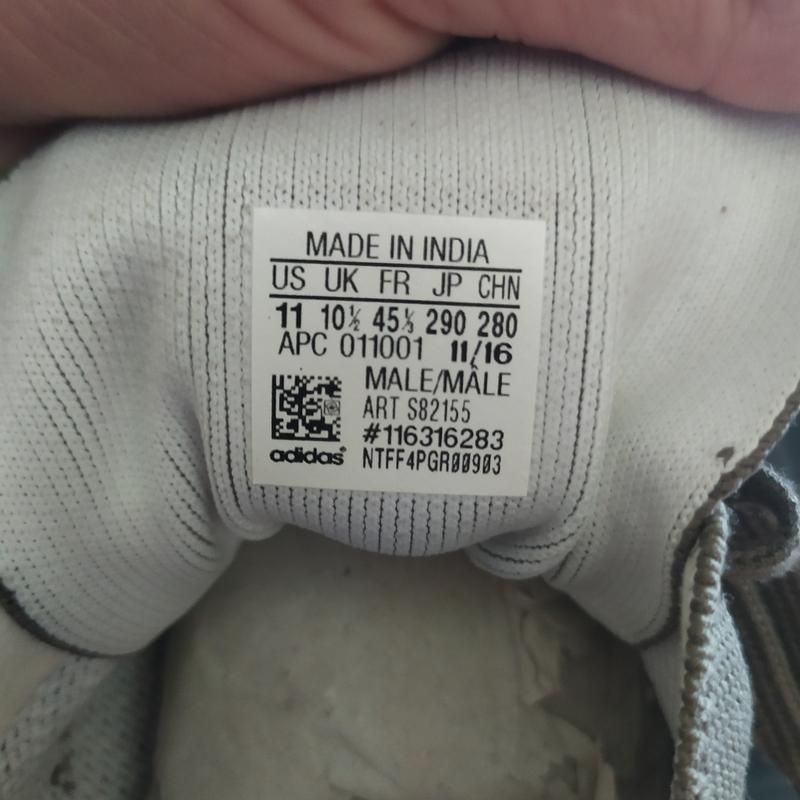 MADE IN INDIA
US UK FR JP CHN
11 10½ 45⅓ 290 280
APC 011001 11/16
MALE/MÂLE
ART S82155
#116316283
adidas® NTFF4PGR00903